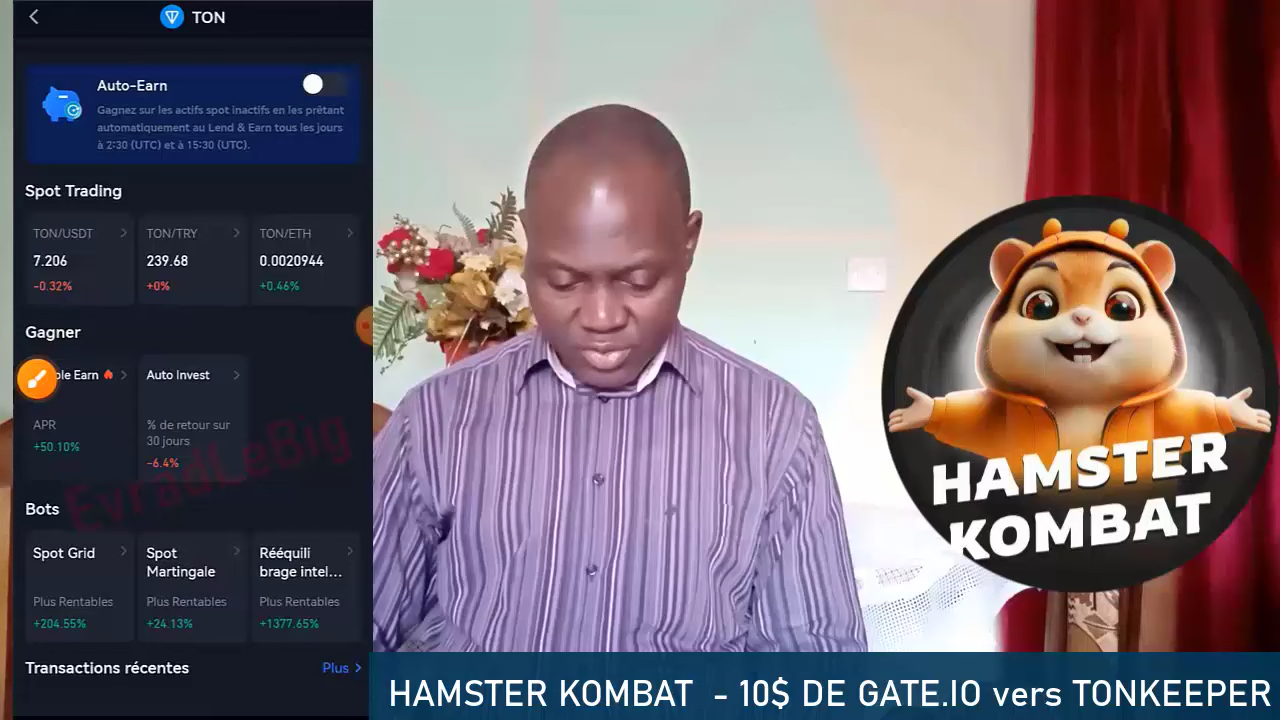 TON
Auto-Earn
Gagnez sur les actifs spot inactifs en les prêtant
automatiquement au Lend & Earn tous les jours
à 2:30 (UTC) et à 15:30 (UTC).
Spot Trading
TON/USDT
7.206
-0.32%
TON/TRY
239.68
+0%
TON/ETH
0.0020944
+0.46%
Gagner
ple Earn
APR
+50.10%
Auto Invest
% de retour sur
30 jours
-6.4%
EvradLeBig
Bots
Spot Grid
Plus Rentables
+204.55%
Spot
Martingale
Plus Rentables
+24.13%
Rééquili
brage intel...
Plus Rentables
+1377.65%
Transactions récentes
Plus
HAMSTER
KOMBAT
HAMSTER KOMBAT - 10$ DE GATE.IO vers TONKEEPER